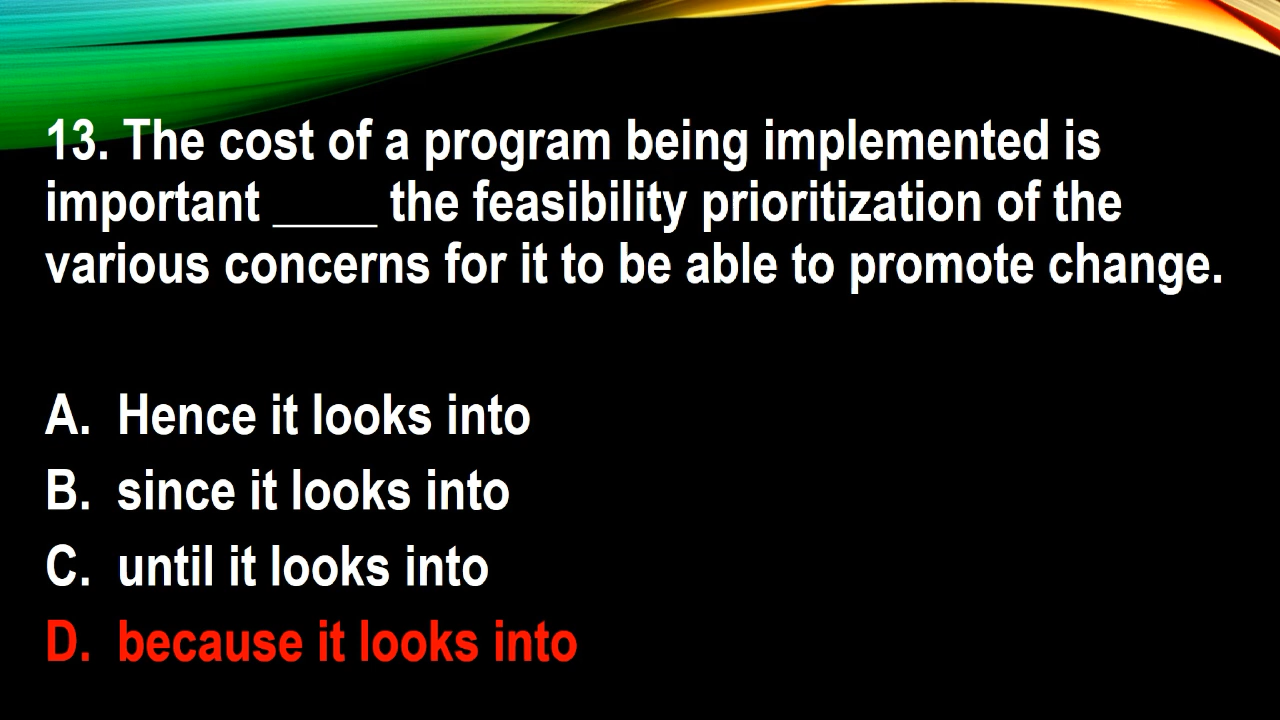 13. The cost of a program being implemented is
important ____ the feasibility prioritization of the
various concerns for it to be able to promote change.
A. Hence it looks into
B. since it looks into
C. until it looks into
D. because it looks into